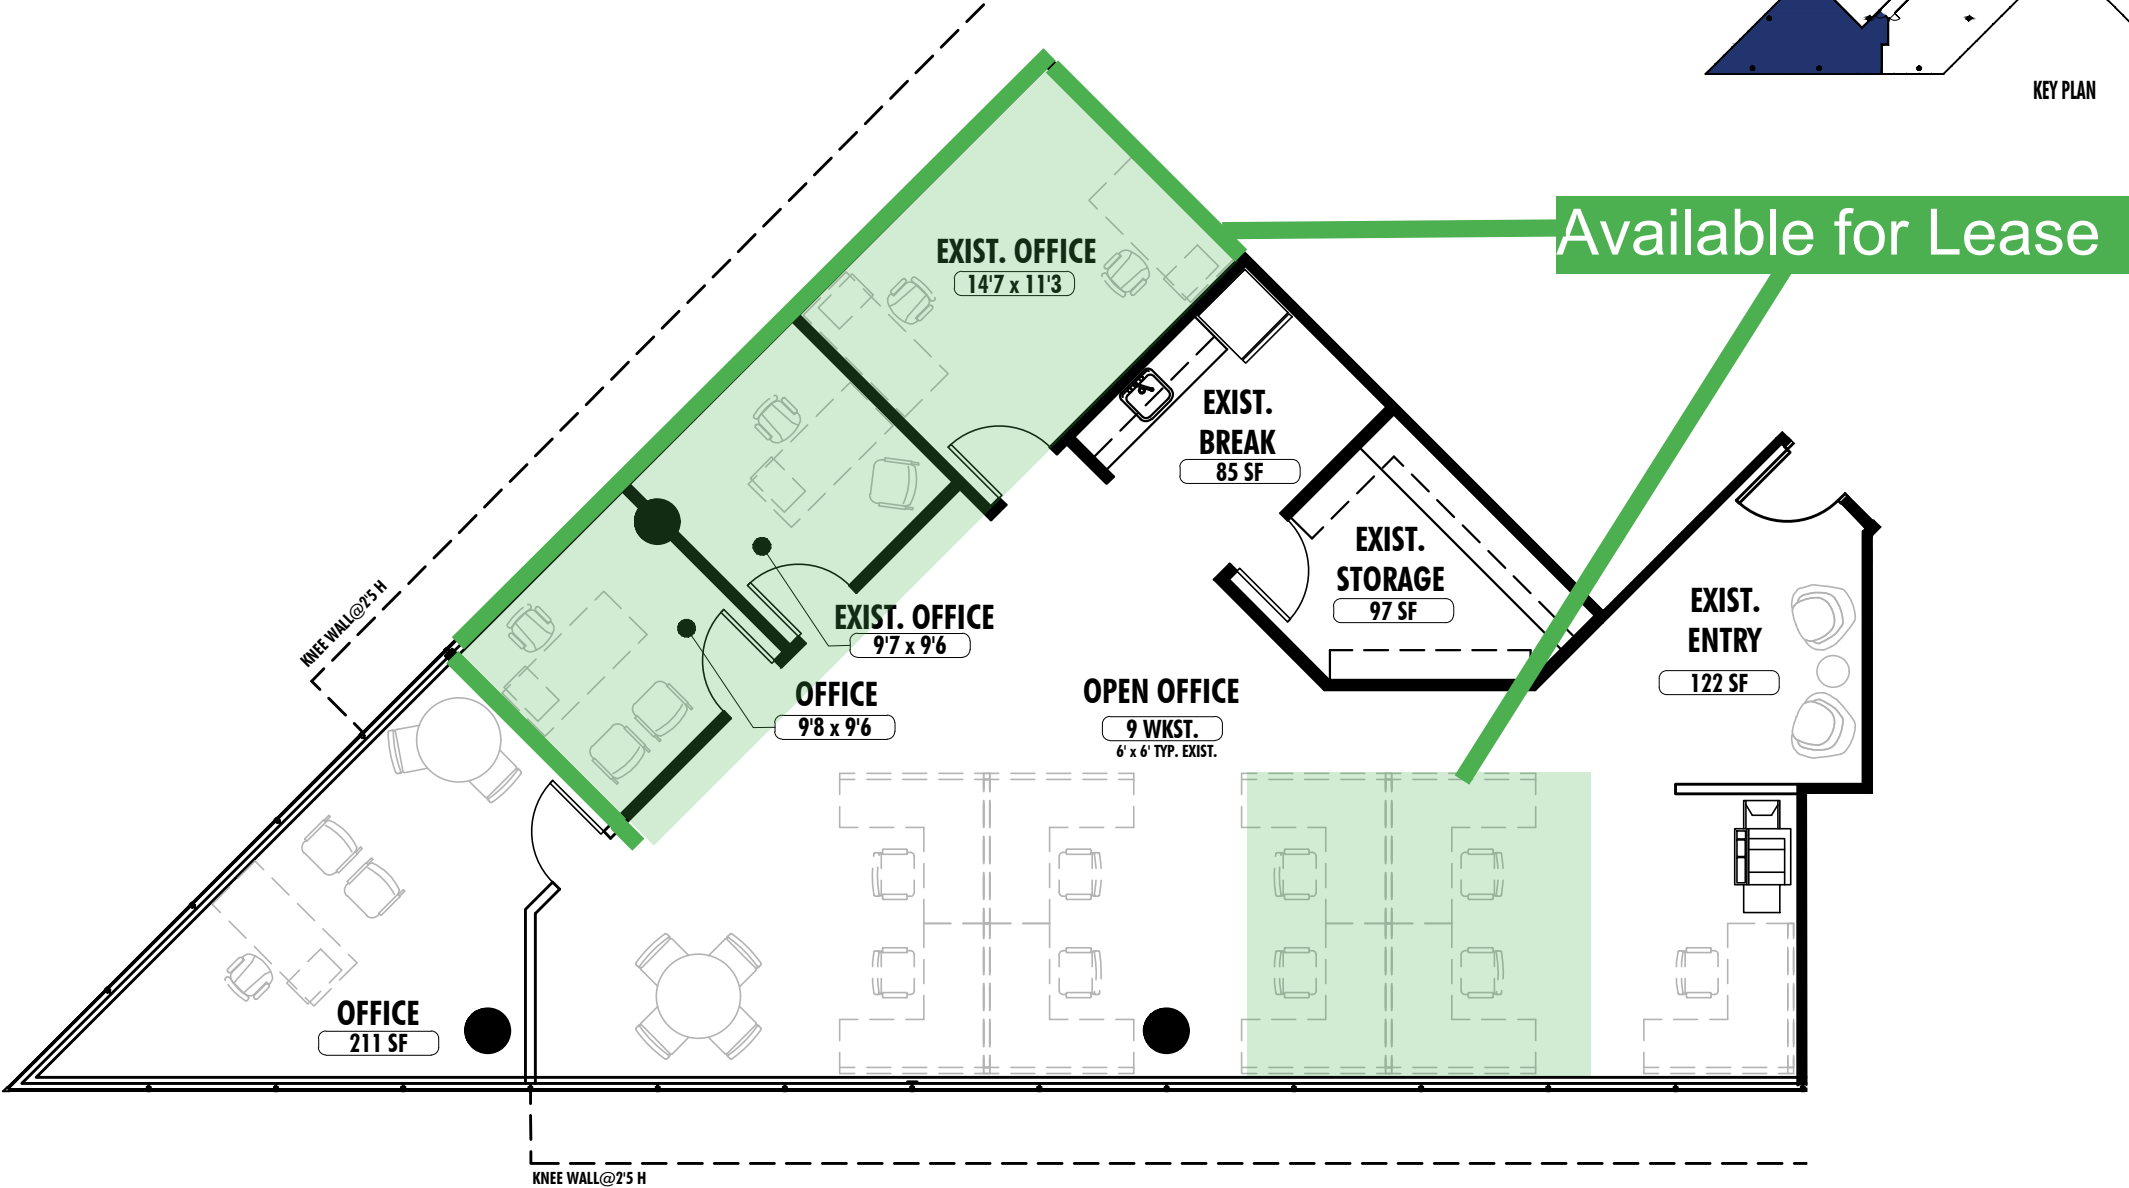 KEY PLAN
Available for Lease
EXIST. OFFICE
14'7 x 11'3
EXIST.
BREAK
85 SF
EXIST.
STORAGE
97 SF
EXIST.
ENTRY
122 SF
KNEE WALL@2'5 H
EXIST. OFFICE
9'7 x 9'6
OFFICE
9'8 x 9'6
OPEN OFFICE
9 WKST.
6' x 6' TYP. EXIST.
OFFICE
211 SF
KNEE WALL@2'5 H